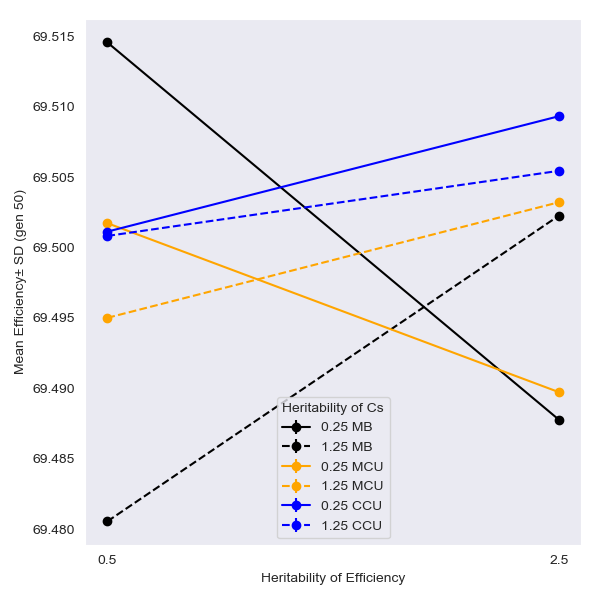 69.515
69.510
69.505
69.500
69.495
69.490
69.485
69.480
Mean Efficiency± SD (gen 50)
Heritability of Cs
0.25 MB
1.25 MB
0.25 MCU
1.25 MCU
0.25 CCU
1.25 CCU
0.5
2.5
Heritability of Efficiency